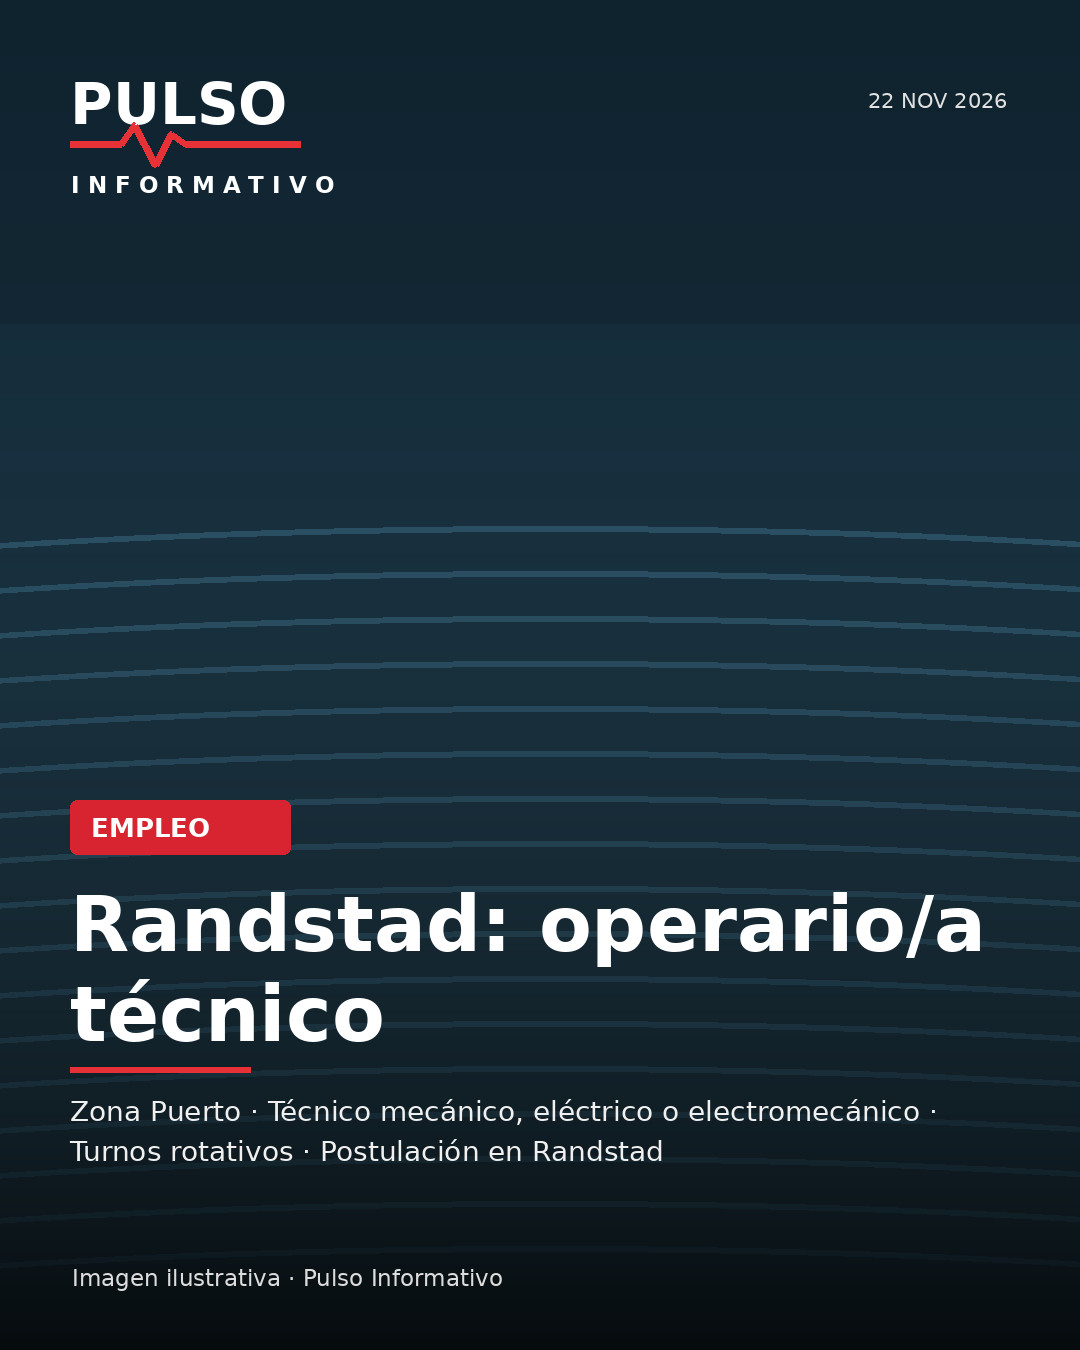 PULSO
INFORMATIVO
22 NOV 2026
EMPLEO
Randstad: operario/a
técnico
Zona Puerto · Técnico mecánico, eléctrico o electromecánico ·
Turnos rotativos · Postulación en Randstad
Imagen ilustrativa · Pulso Informativo